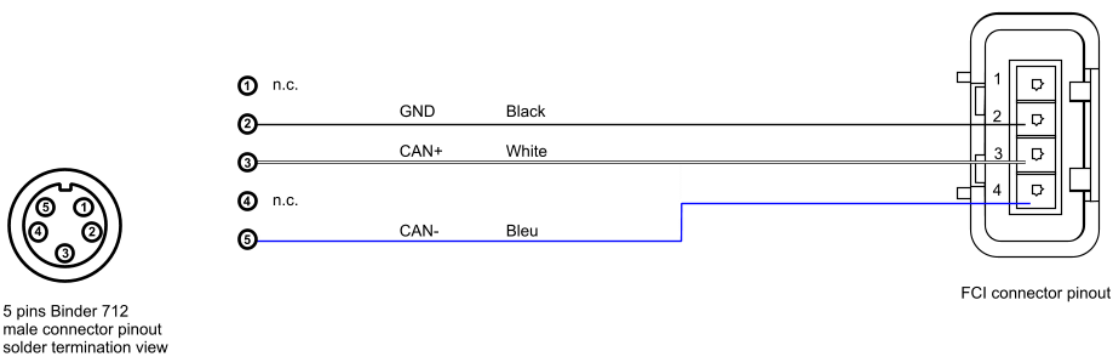 1 n.c.
GND Black
2
CAN+ White
3
4 n.c.
CAN- Bleu
5
1
2
3
4
FCI connector pinout
5 1
4 2
3
5 pins Binder 712
male connector pinout
solder termination view